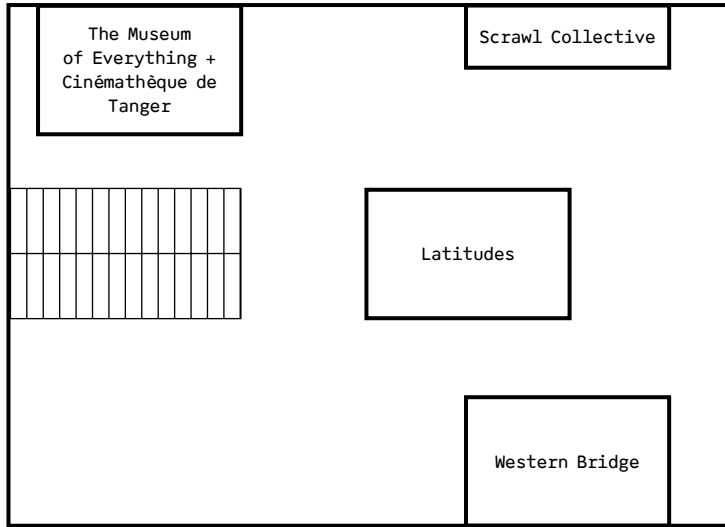 The Museum
of Everything +
Cinémathèque de
Tanger
Scrawl Collective
Latitudes
Western Bridge